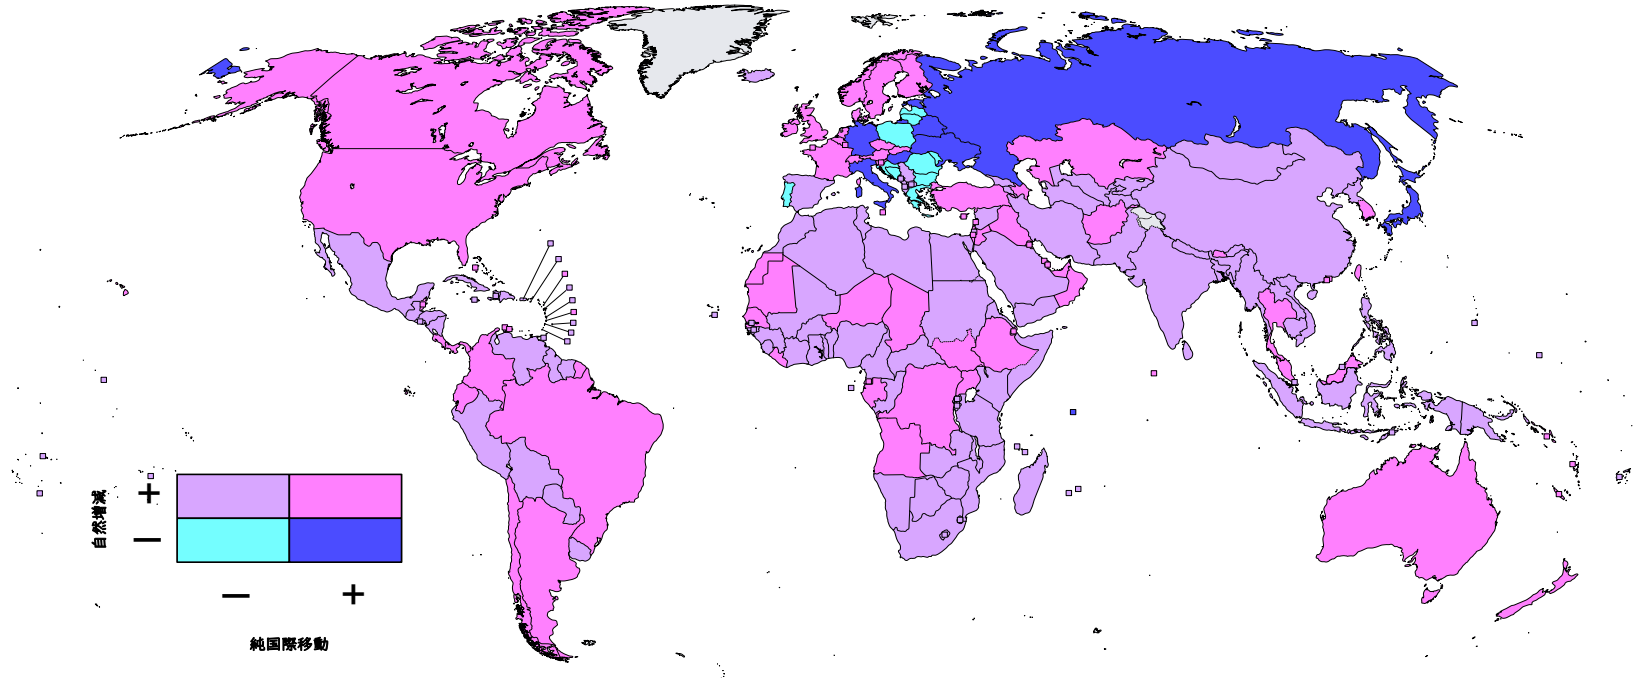 自然増減
+
—
— +
純国際移動